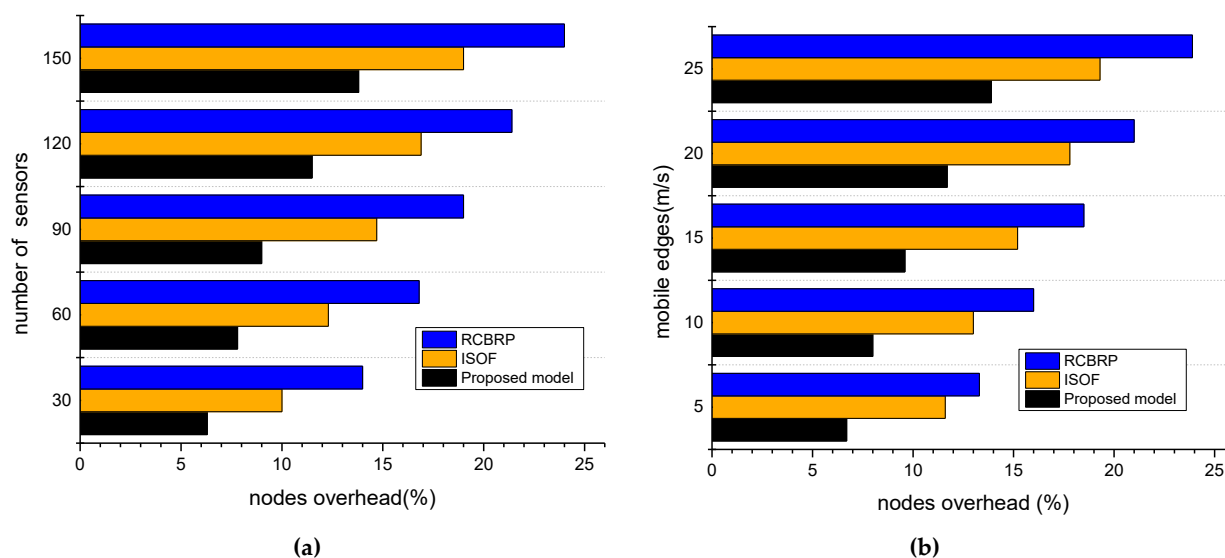 150
120
90
60
30
number of sensors
RCBRP
ISOF
Proposed model
0 5 10 15 20 25
nodes overhead(%)
(a)
25
20
15
10
5
mobile edges(m/s)
RCBRP
ISOF
Proposed model
0 5 10 15 20 25
nodes overhead (%)
(b)